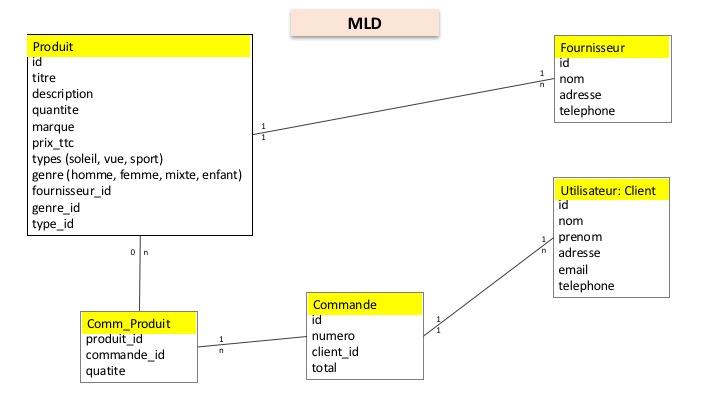 MLD
Produit
id
titre
description
quantite
marque
prix_ttc
types (soleil, vue, sport)
genre (homme, femme, mixte, enfant)
fournisseur_id
genre_id
type_id
1
1
1
n
Fournisseur
id
nom
adresse
telephone
Utilisateur: Client
id
nom
prenom
adresse
email
telephone
0 n
Comm_Produit
produit_id
commande_id
quatite
1
n
Commande
id
numero
client_id
total
1
1
1
n